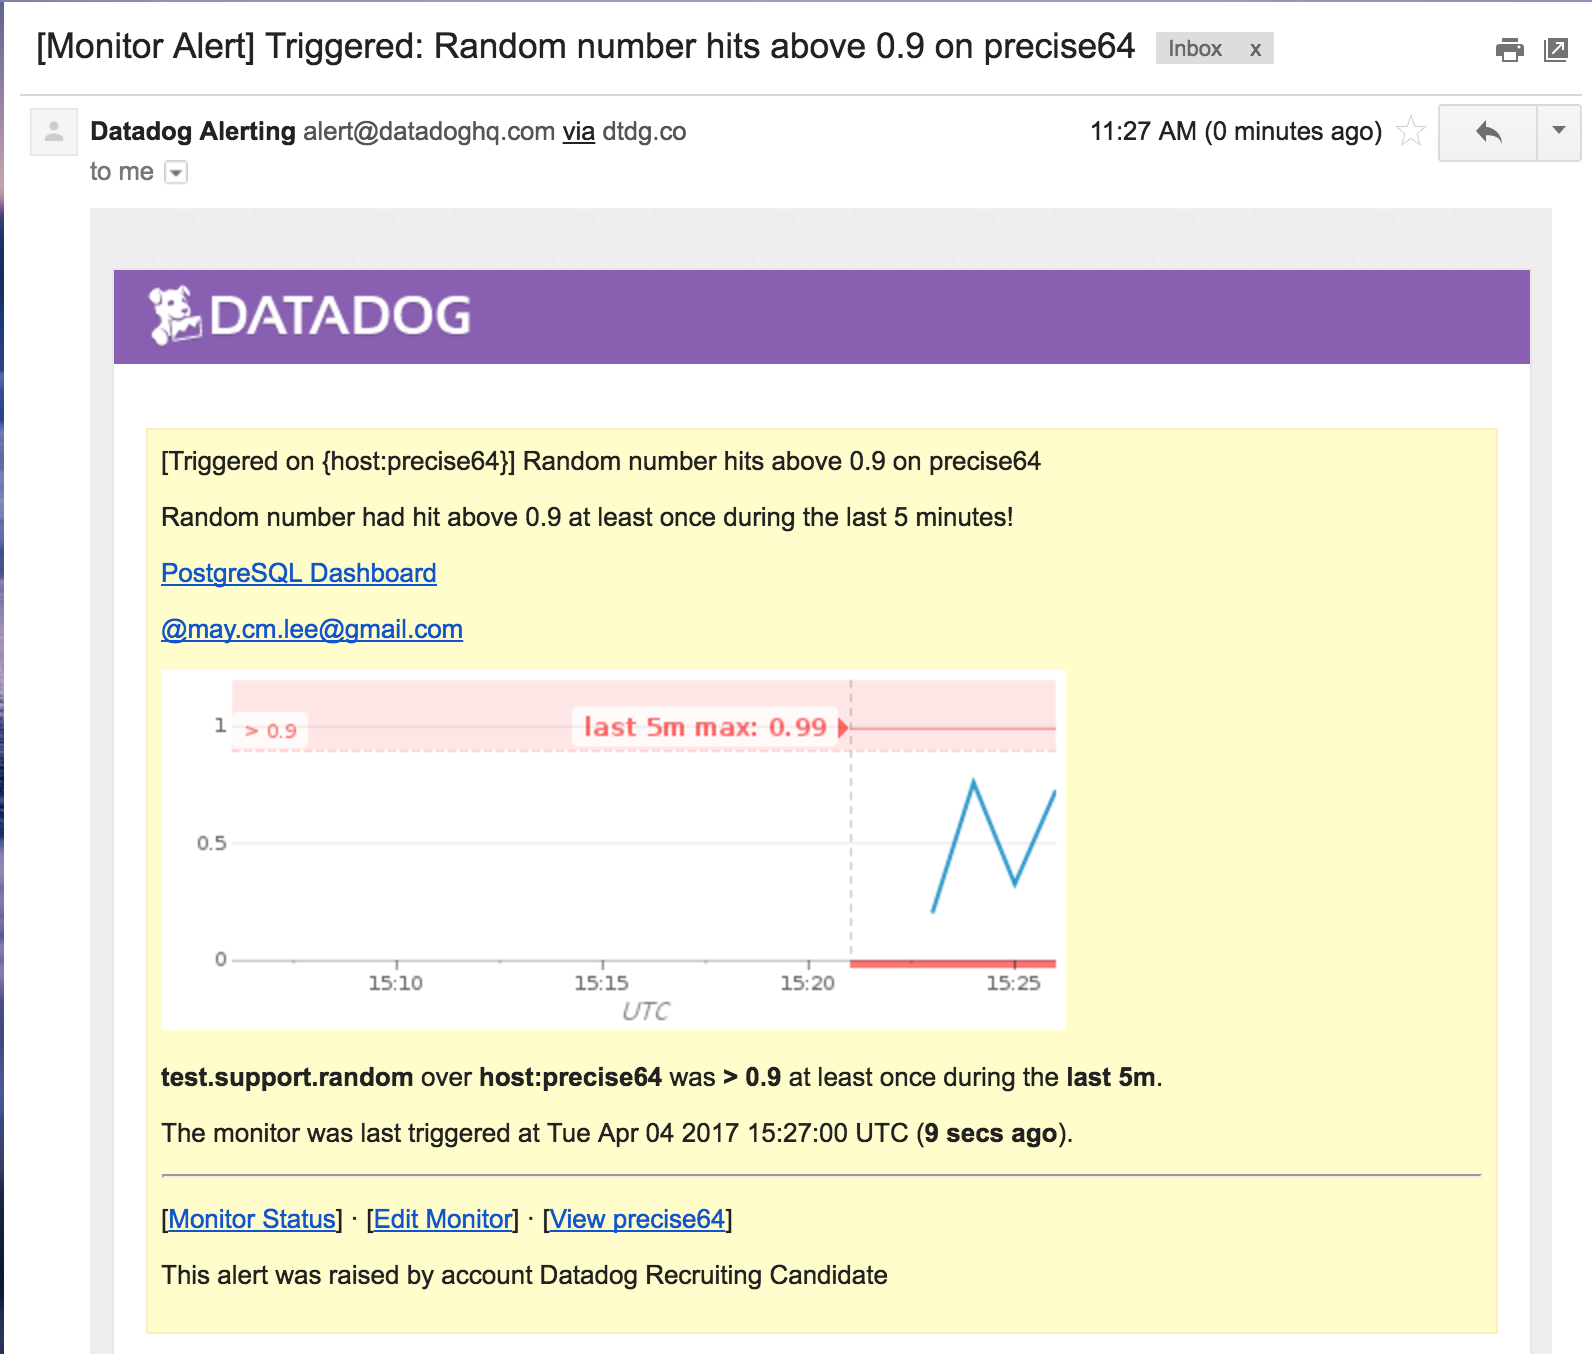 [Monitor Alert] Triggered: Random number hits above 0.9 on precise64 Inbox x
Datadog Alerting alert@datadoghq.com via dtdg.co 11:27 AM (0 minutes ago)
to me
DATADOG
[Triggered on {host:precise64}] Random number hits above 0.9 on precise64
Random number had hit above 0.9 at least once during the last 5 minutes!
PostgreSQL Dashboard
@may.cm.lee@gmail.com
1 > 0.9 last 5m max: 0.99
0.5
0
15:10 15:15 15:20 15:25
UTC
test.support.random over host:precise64 was > 0.9 at least once during the last 5m.
The monitor was last triggered at Tue Apr 04 2017 15:27:00 UTC (9 secs ago).
[Monitor Status] · [Edit Monitor] · [View precise64]
This alert was raised by account Datadog Recruiting Candidate